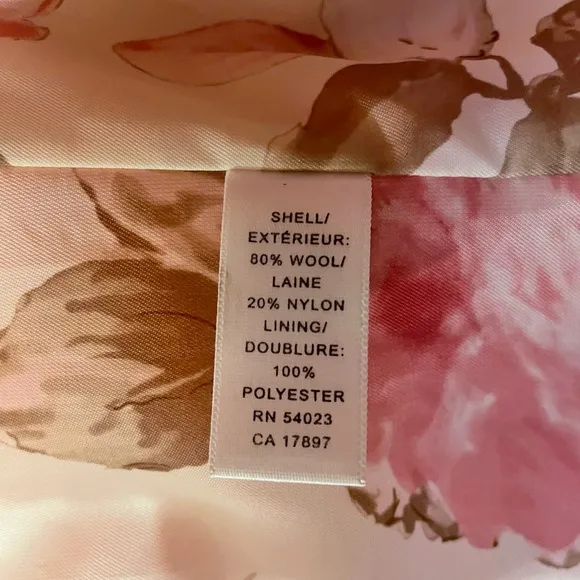 SHELL/
EXTÉRIEUR:
80% WOOL/
LAINE
20% NYLON
LINING/
DOUBLURE:
100%
POLYESTER
RN 54023
CA 17897